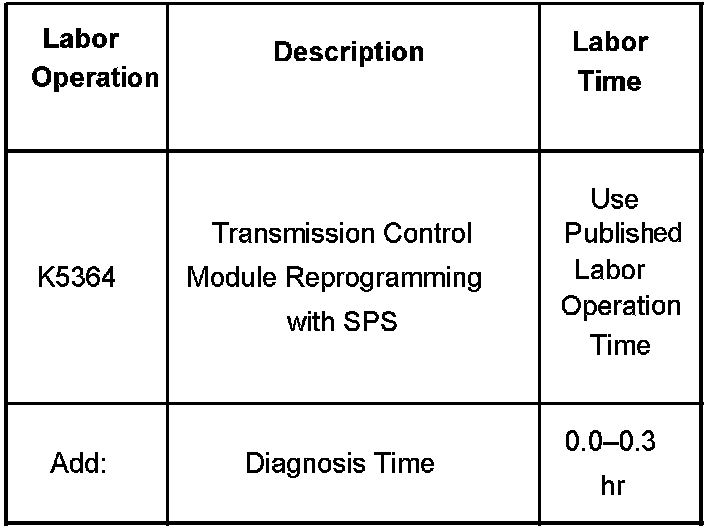 Labor
Operation
Description
Labor
Time
K5364
Transmission Control
Module Reprogramming
with SPS
Use
Published
Labor
Operation
Time
Add:
Diagnosis Time
0.0–0.3
hr